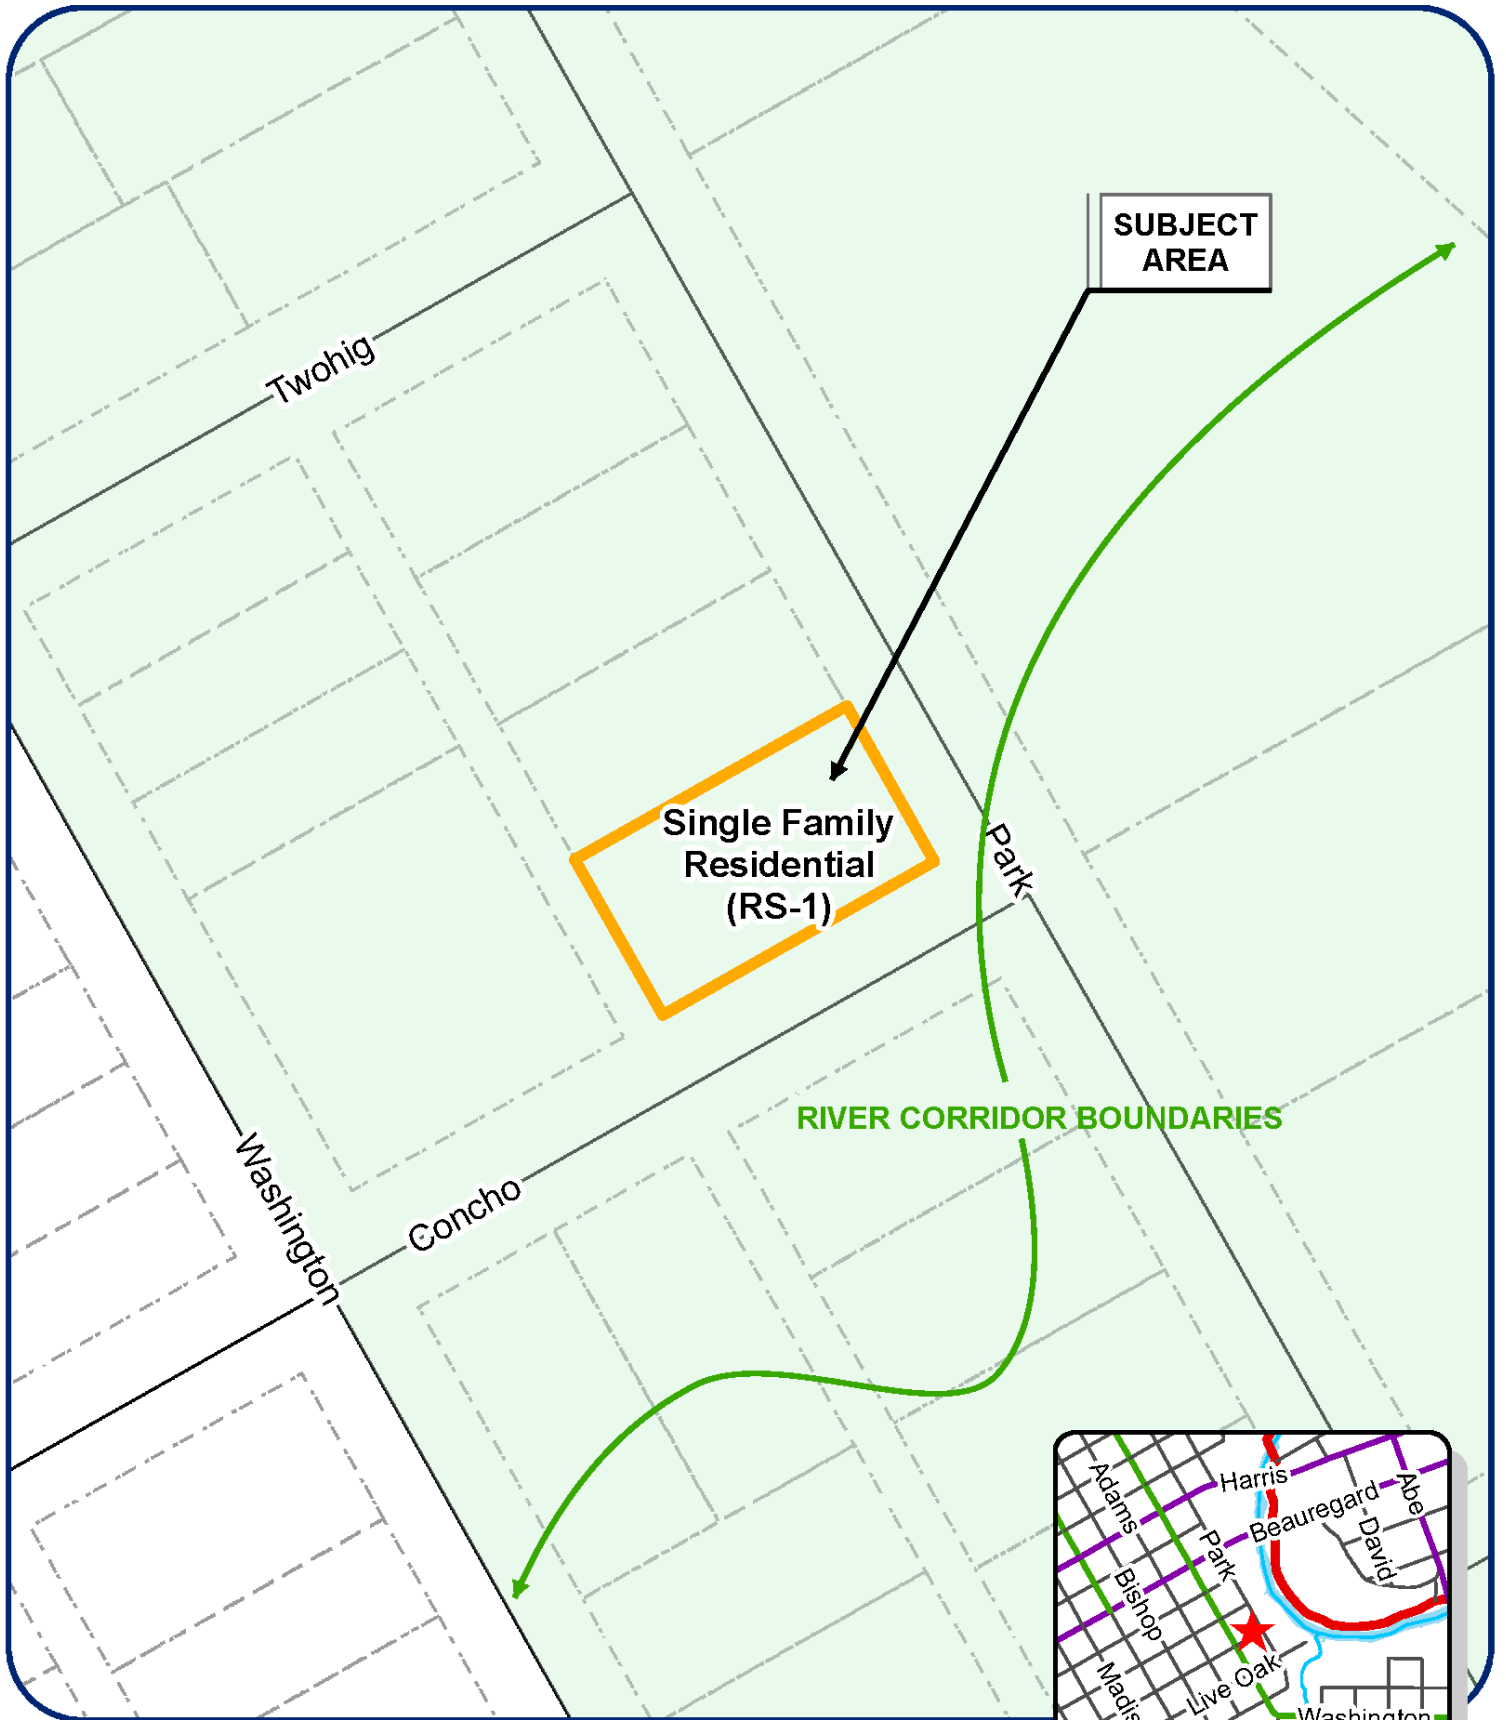 SUBJECT
AREA
Twohig
Single Family
Residential
(RS-1)
Park
RIVER CORRIDOR BOUNDARIES
Washington
Concho
Harris
Adams
Abe
Beauregard
David
Park
Bishop
Live Oak
Madis
Washington